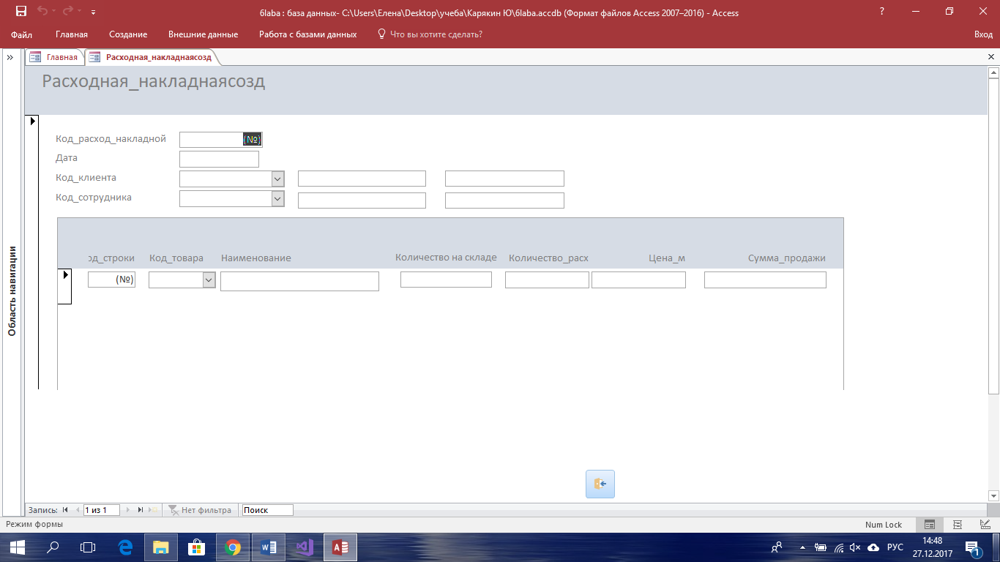 6laba : база данных- C:\Users\Елена\Desktop\учеба\Карякин Ю\6laba.accdb (Формат файлов Access 2007–2016) - Access
?
Файл Главная Создание Внешние данные Работа с базами данных Что вы хотите сделать? Вход
Главная Расходная_накладнаясозд
Расходная_накладнаясозд
Область навигации
Код_расход_накладной (№)
Дата
Код_клиента
Код_сотрудника
од_строки Код_товара Наименование Количество на складе Количество_расх Цена_м Сумма_продажи
(№)
Запись: 1 из 1 Нет фильтра Поиск
Режим формы Num Lock
РУС 14:48
27.12.2017 1